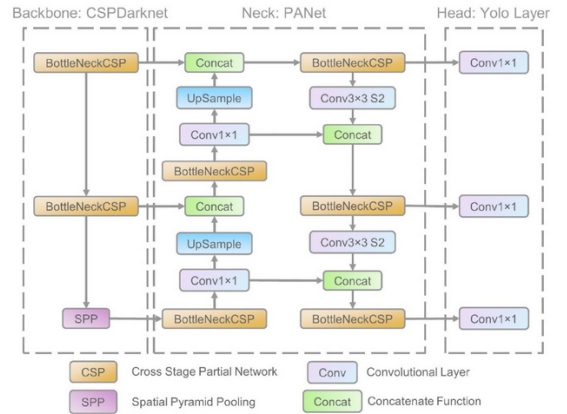 Backbone: CSPDarknet
Neck: PANet
Head: Yolo Layer
BottleNeckCSP
Concat
BottleNeckCSP
Conv1×1
UpSample
Conv3×3 S2
Conv1×1
Concat
BottleNeckCSP
BottleNeckCSP
Concat
BottleNeckCSP
Conv1×1
UpSample
Conv3×3 S2
Conv1×1
Concat
SPP
BottleNeckCSP
BottleNeckCSP
Conv1×1
CSP
Cross Stage Partial Network
Conv
Convolutional Layer
SPP
Spatial Pyramid Pooling
Concat
Concatenate Function